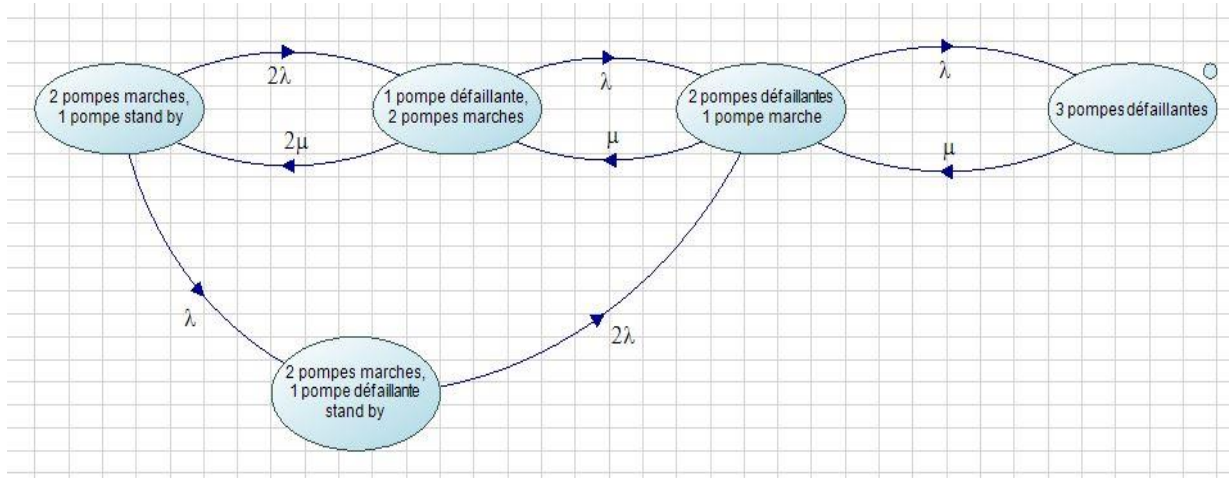 2λ
λ
λ
2 pompes marches,
1 pompe stand by
1 pompe défaillante,
2 pompes marches
2 pompes défaillantes
1 pompe marche
3 pompes défaillantes
2μ
μ
μ
λ
2λ
2 pompes marches,
1 pompe défaillante
stand by